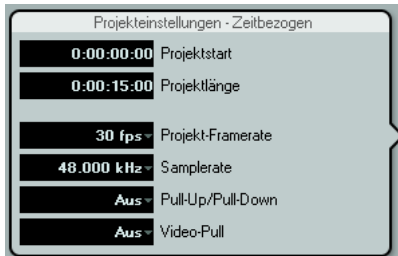 Projekteinstellungen - Zeitbezogen
0:00:00:00 Projektstart
0:00:15:00 Projektlänge
30 fps Projekt-Framerate
48.000 kHz Samplerate
Aus Pull-Up/Pull-Down
Aus Video-Pull